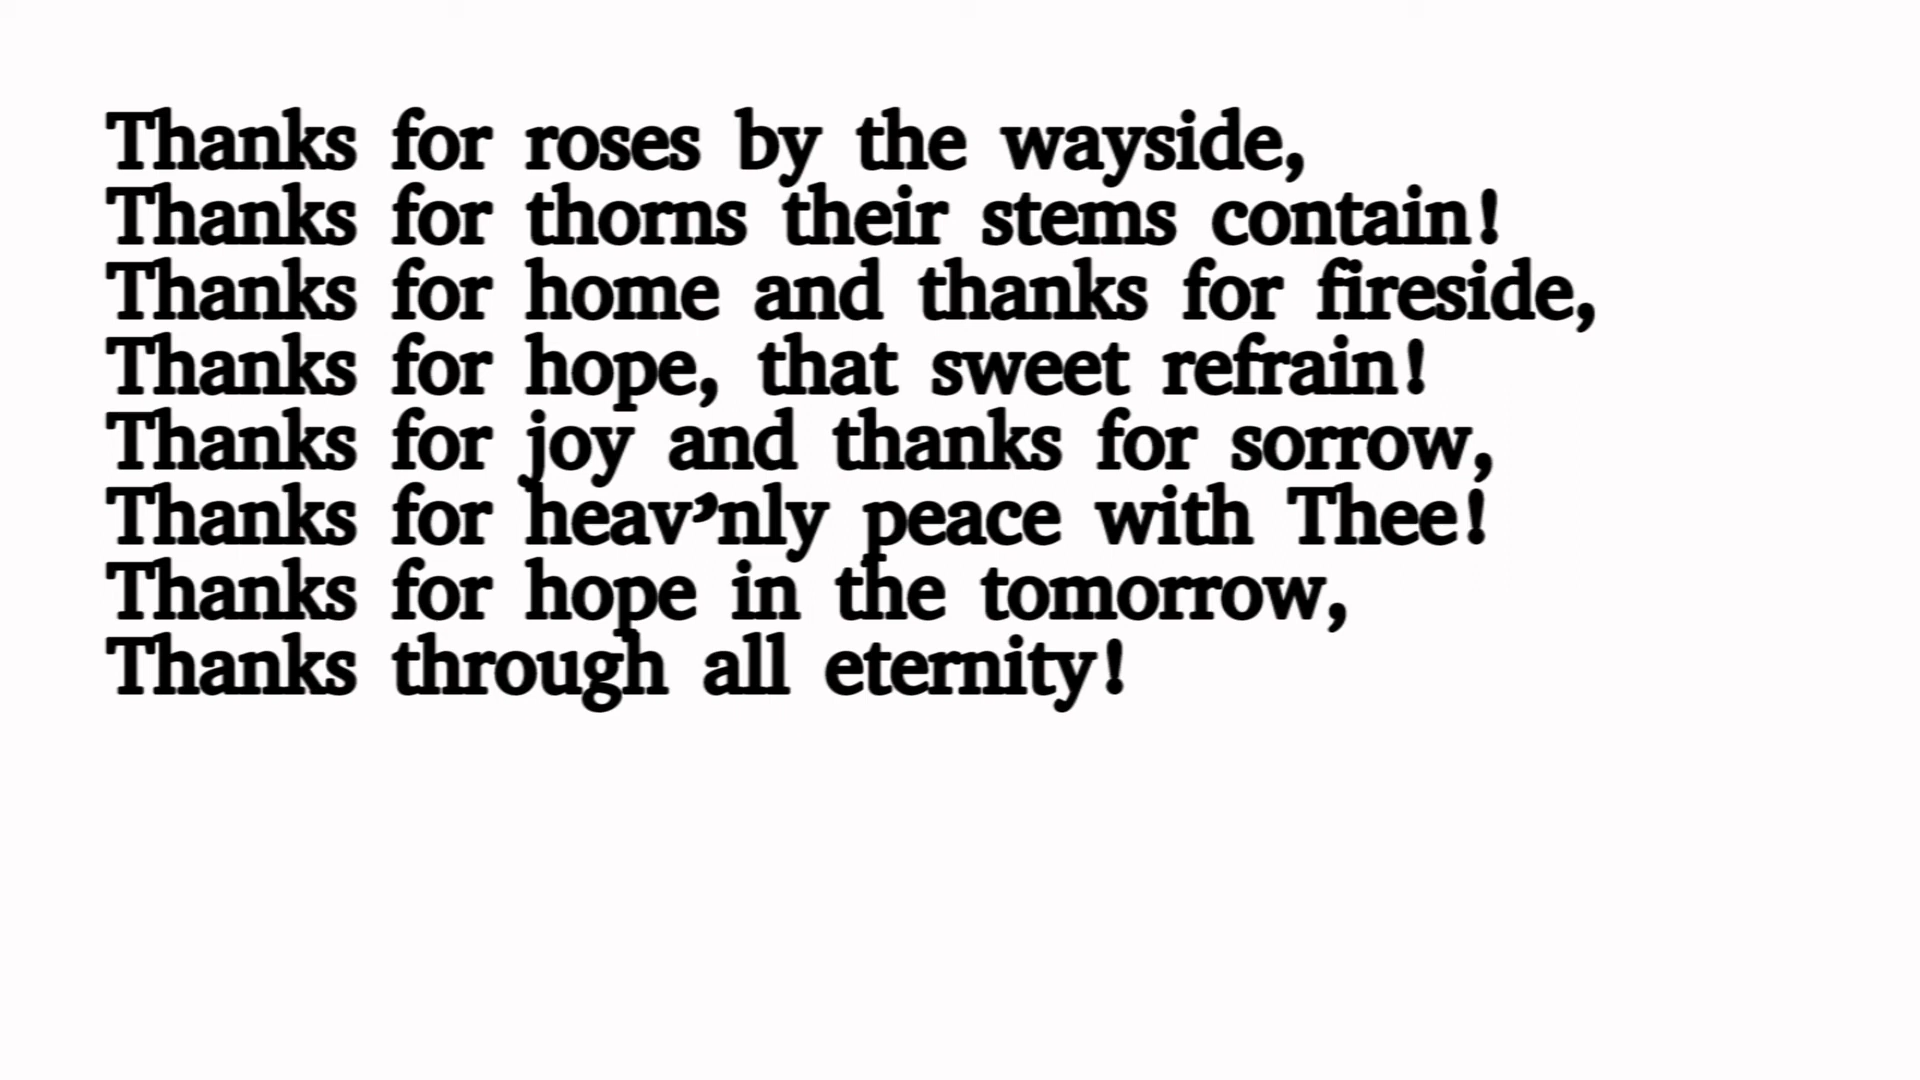 Thanks for roses by the wayside,
Thanks for thorns their stems contain!
Thanks for home and thanks for fireside,
Thanks for hope, that sweet refrain!
Thanks for joy and thanks for sorrow,
Thanks for heav’nly peace with Thee!
Thanks for hope in the tomorrow,
Thanks through all eternity!